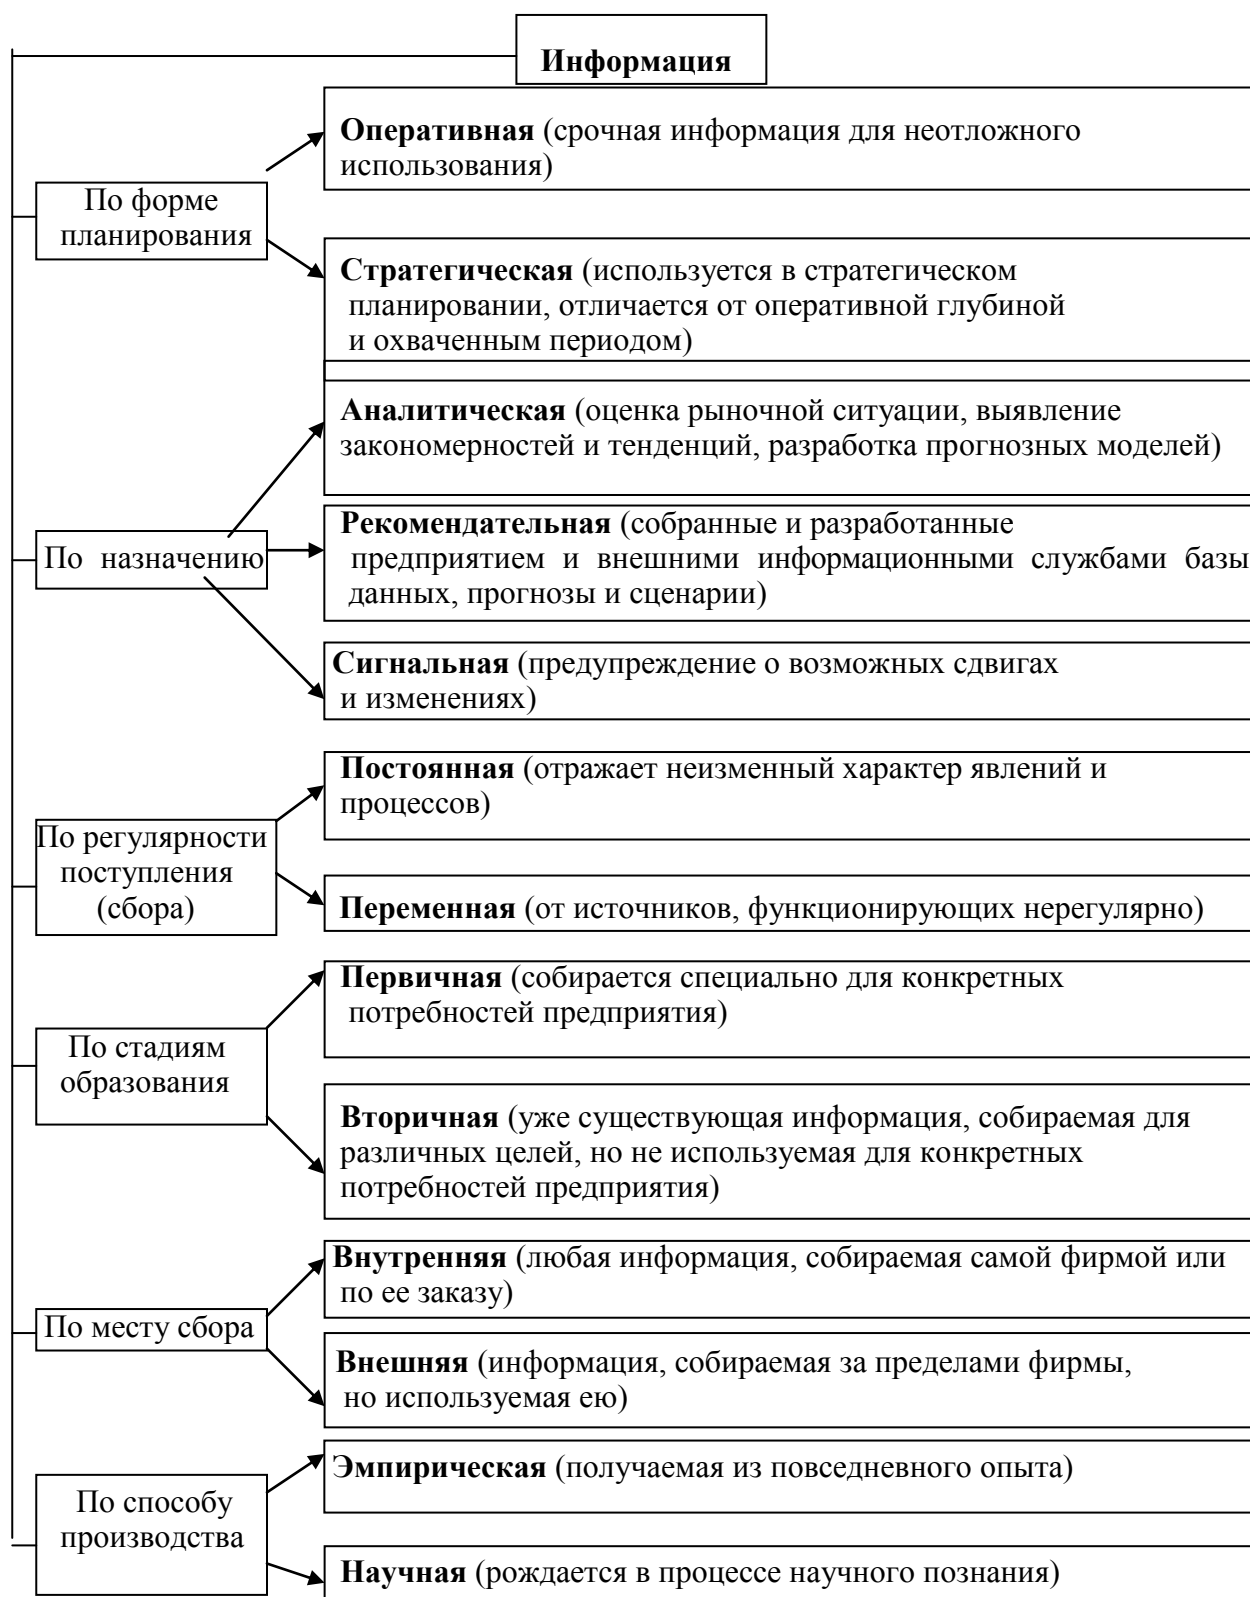 Информация
По форме
планирования
Оперативная (срочная информация для неотложного
использования)
Стратегическая (используется в стратегическом
планировании, отличается от оперативной глубиной
и охваченным периодом)
По назначению
Аналитическая (оценка рыночной ситуации, выявление
закономерностей и тенденций, разработка прогнозных моделей)
Рекомендательная (собранные и разработанные
предприятием и внешними информационными службами базы
данных, прогнозы и сценарии)
Сигнальная (предупреждение о возможных сдвигах
и изменениях)
По регулярности
поступления
(сбора)
Постоянная (отражает неизменный характер явлений и
процессов)
Переменная (от источников, функционирующих нерегулярно)
По стадиям
образования
Первичная (собирается специально для конкретных
потребностей предприятия)
Вторичная (уже существующая информация, собираемая для
различных целей, но не используемая для конкретных
потребностей предприятия)
По месту сбора
Внутренняя (любая информация, собираемая самой фирмой или
по ее заказу)
Внешняя (информация, собираемая за пределами фирмы,
но используемая ею)
По способу
производства
Эмпирическая (получаемая из повседневного опыта)
Научная (рождается в процессе научного познания)